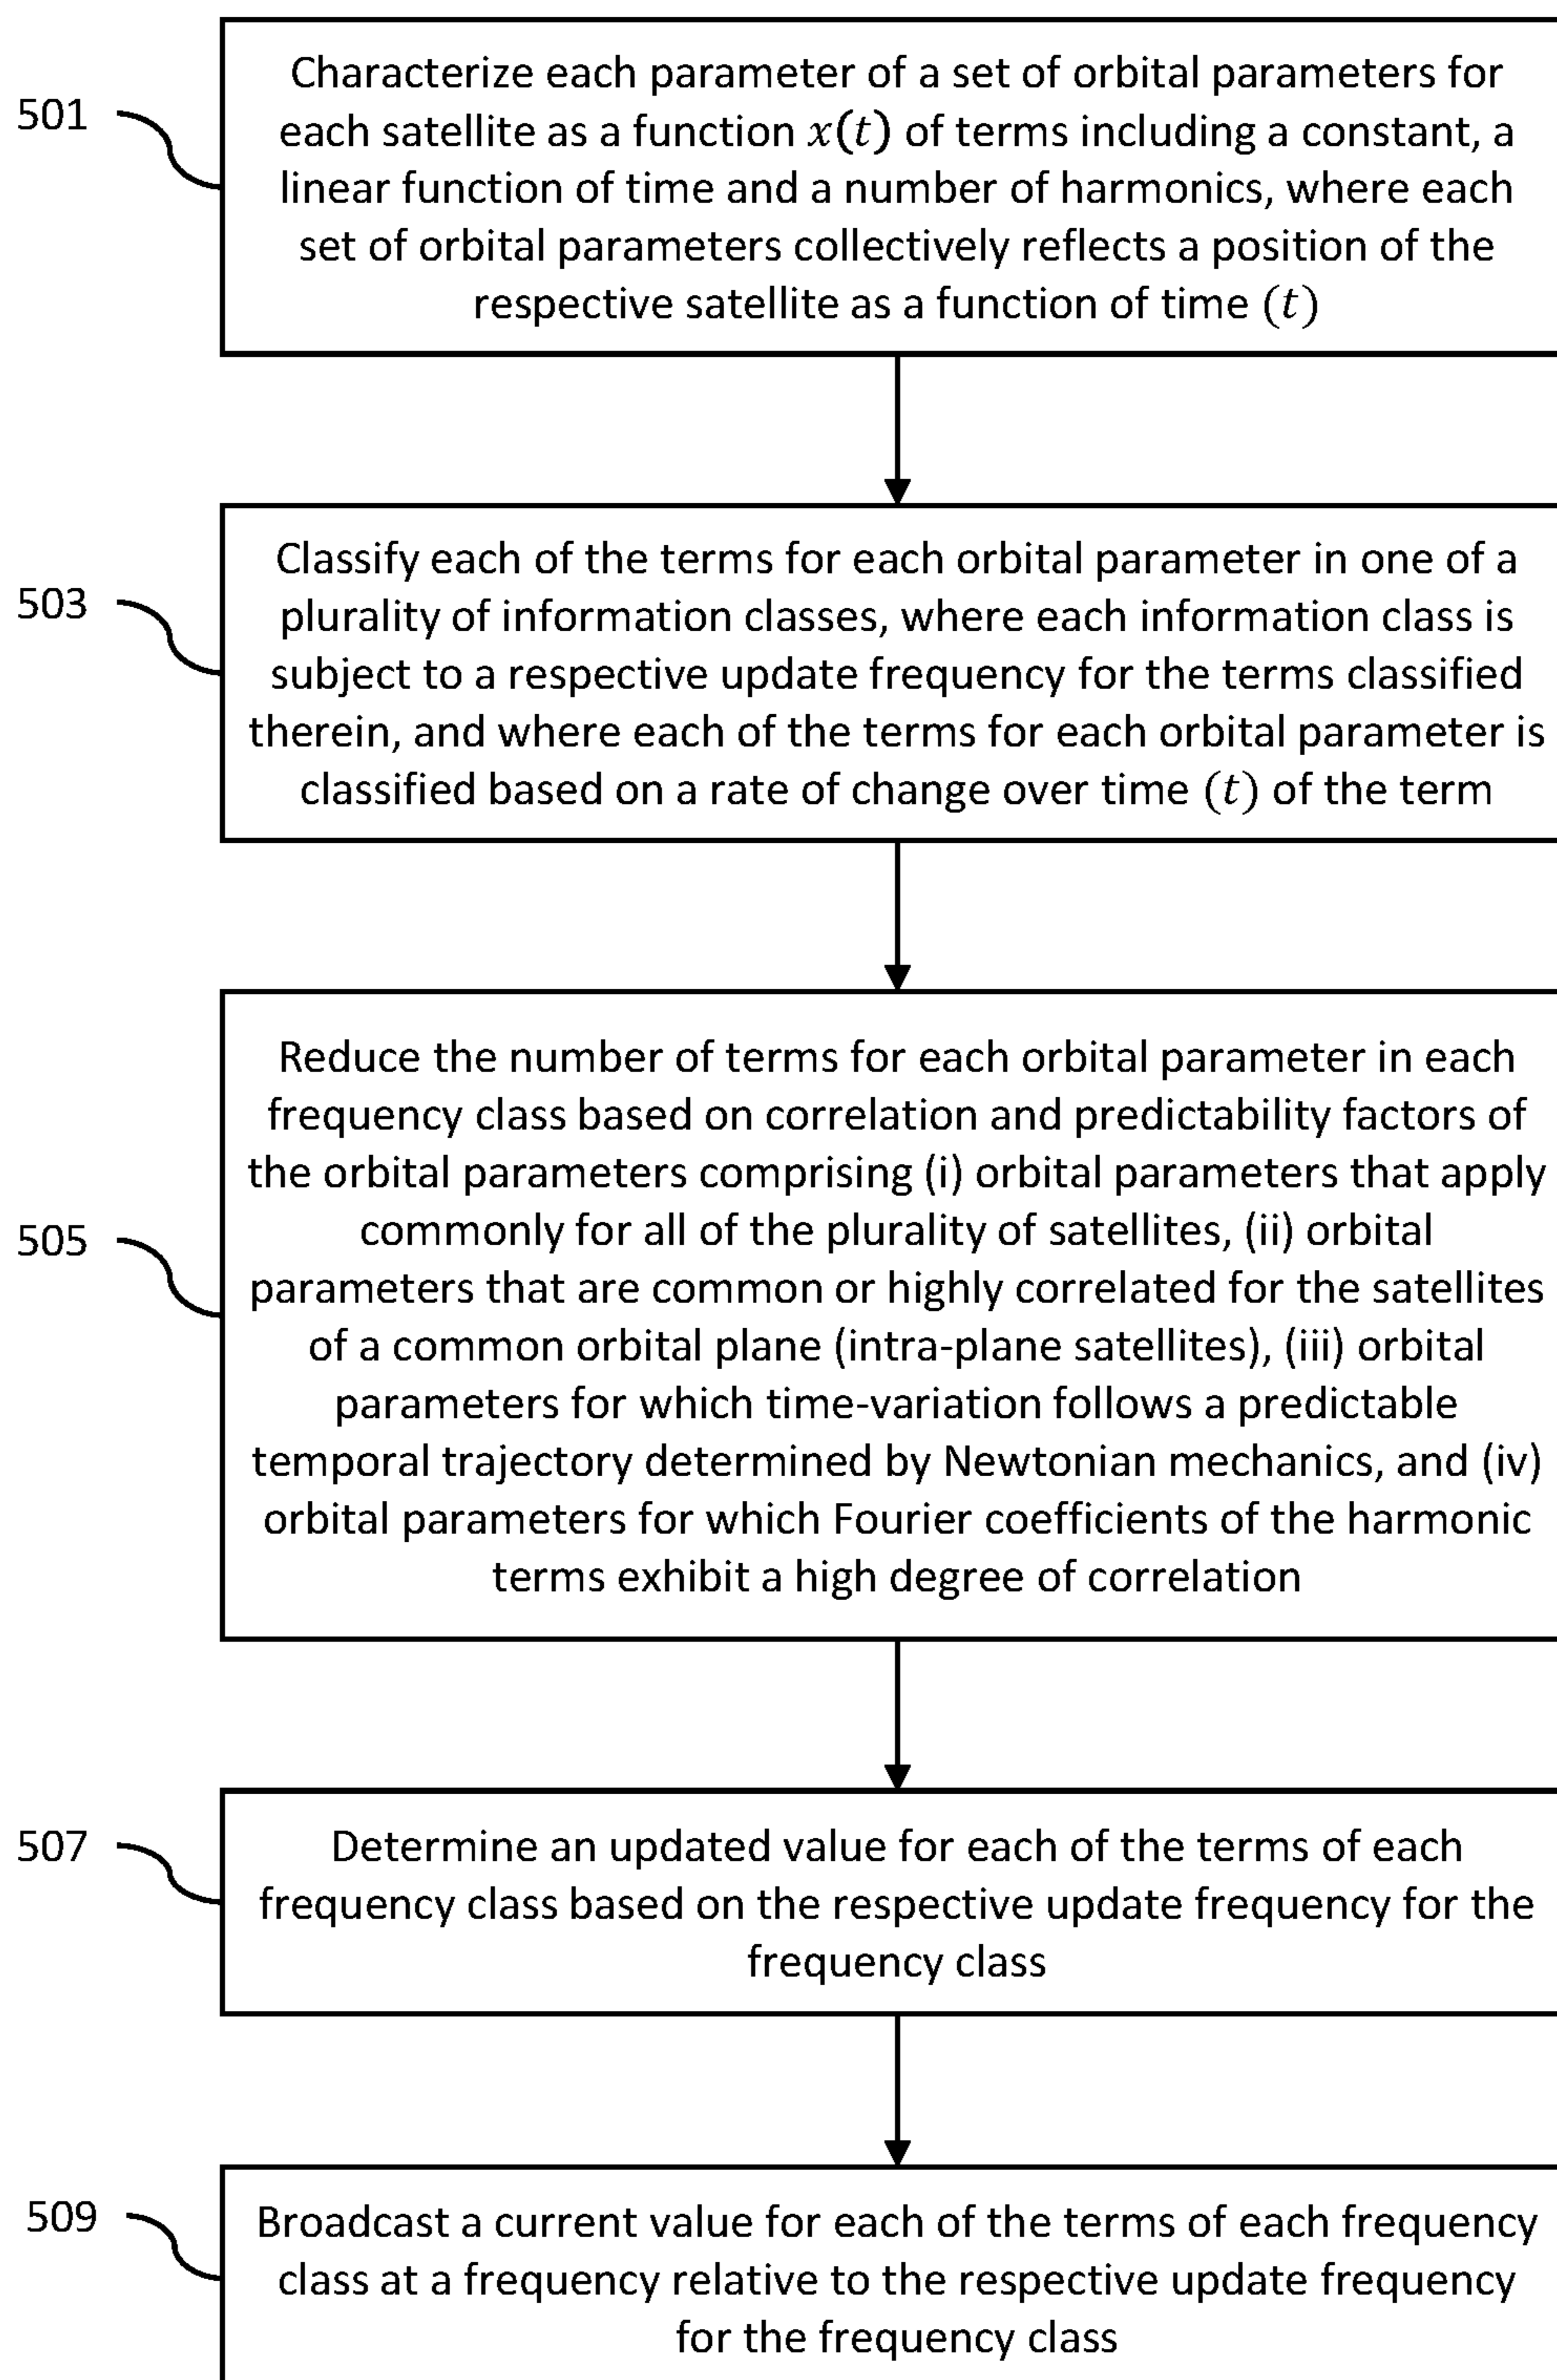 Characterize each parameter of a set of orbital parameters for
501
each satellite as a function x(t) of terms including a constant, a
linear function of time and a number of harmonics, where each
set of orbital parameters collectively reflects a position of the
respective satellite as a function of time (t)
Classify each of the terms for each orbital parameter in one of a
503
plurality of information classes, where each information class is
subject to a respective update frequency for the terms classified
therein, and where each of the terms for each orbital parameter is
classified based on a rate of change over time (t) of the term
Reduce the number of terms for each orbital parameter in each
frequency class based on correlation and predictability factors of
the orbital parameters comprising (i) orbital parameters that apply
commonly for all of the plurality of satellites, (ii) orbital
505
parameters that are common or highly correlated for the satellites
of a common orbital plane (intra-plane satellites), (iii) orbital
parameters for which time-variation follows a predictable
temporal trajectory determined by Newtonian mechanics, and (iv)
orbital parameters for which Fourier coefficients of the harmonic
terms exhibit a high degree of correlation
507
Determine an updated value for each of the terms of each
frequency class based on the respective update frequency for the
frequency class
509
Broadcast a current value for each of the terms of each frequency
class at a frequency relative to the respective update frequency
for the frequency class